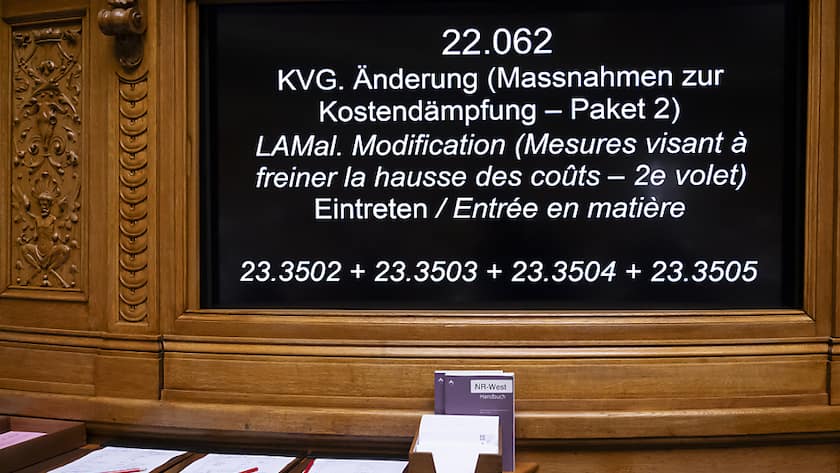 22.062
KVG. Änderung (Massnahmen zur
Kostendämpfung – Paket 2)
LAMal. Modification (Mesures visant à
freiner la hausse des coûts – 2e volet)
Eintreten / Entrée en matière
23.3502 + 23.3503 + 23.3504 + 23.3505
NR-West
Handbuch